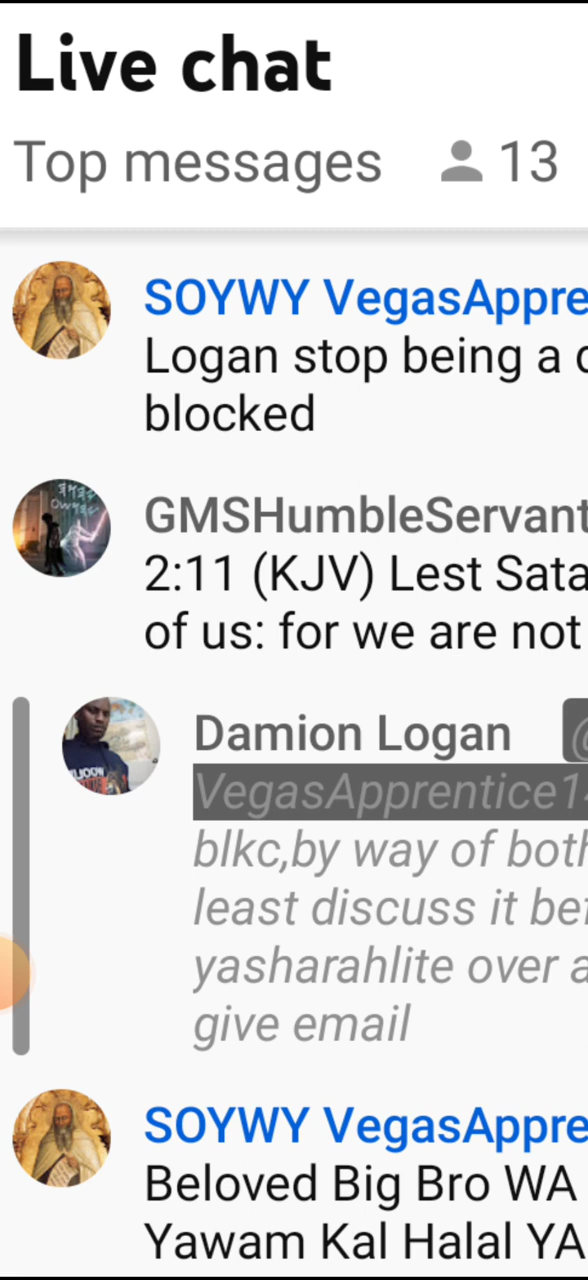 Live chat
Top messages 13
SOYWY VegasAppre
Logan stop being a
blocked
GMSHumbleServant
2:11 (KJV) Lest Sata
of us: for we are not
Damion Logan @
VegasApprentice1
blkc,by way of both
least discuss it bef
yasharahlite over a
give email
SOYWY VegasAppre
Beloved Big Bro WA
Yawam Kal Halal YA